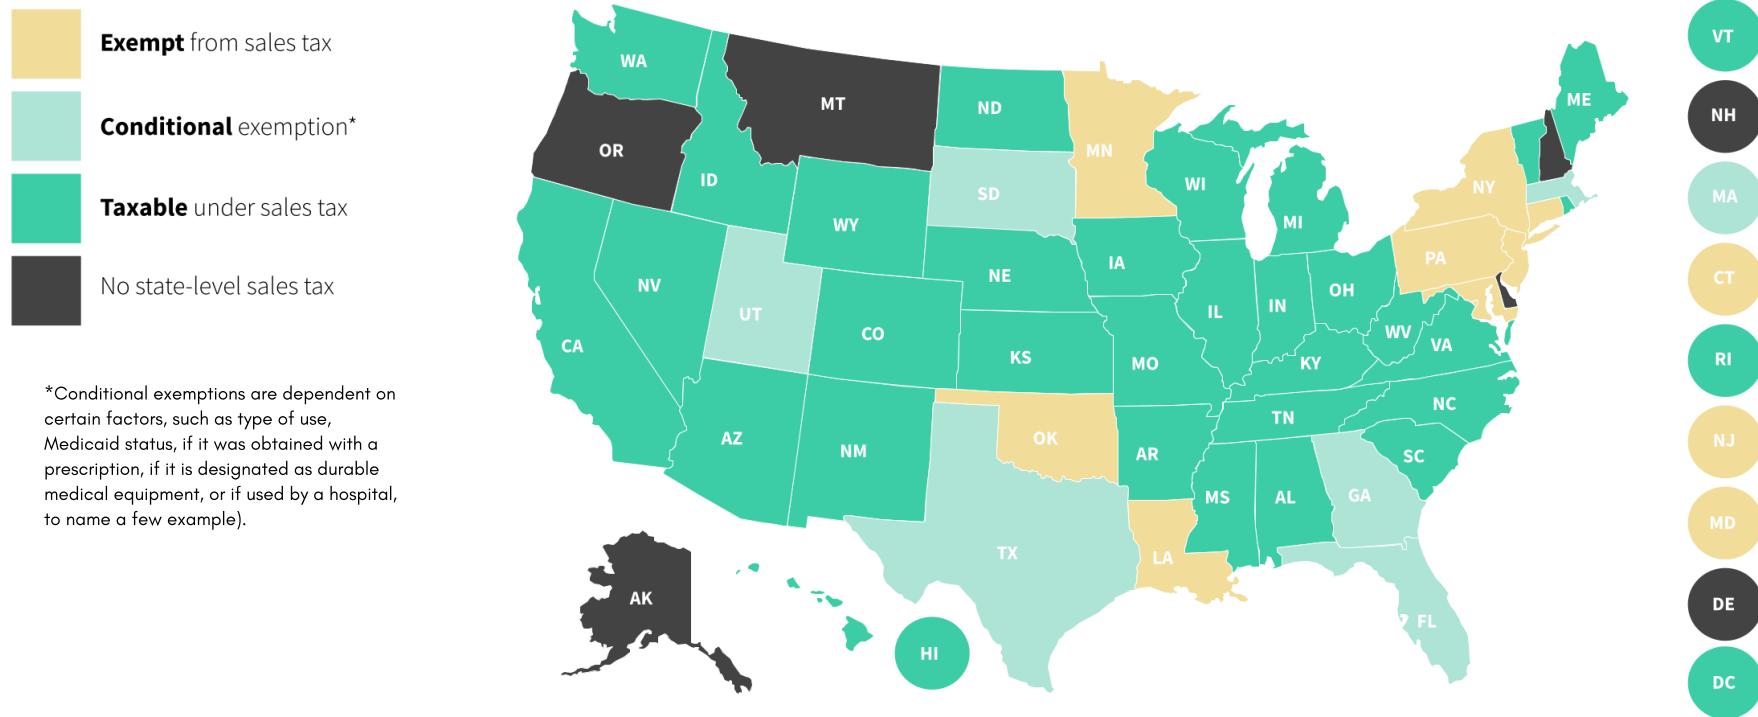 Exempt from sales tax
Conditional exemption*
Taxable under sales tax
No state-level sales tax
*Conditional exemptions are dependent on
certain factors, such as type of use,
Medicaid status, if it was obtained with a
prescription, if it is designated as durable
medical equipment, or if used by a hospital,
to name a few example).
WA
MT
ND
MN
OR
ID
SD
WI
WY
MI
NY
ME
IA
NE
PA
NV
UT
CO
IL
IN
OH
WV
VA
CA
KS
MO
KY
NC
TN
AZ
NM
OK
AR
SC
MS
AL
GA
TX
LA
FL
AK
HI
VT
NH
MA
CT
RI
NJ
MD
DE
DC